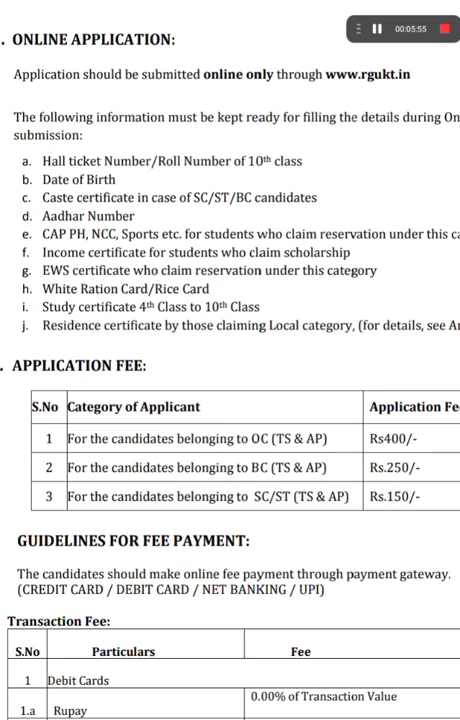 00:05:55
. ONLINE APPLICATION:
Application should be submitted online only through www.rgukt.in
The following information must be kept ready for filling the details during On
submission:
a. Hall ticket Number/Roll Number of 10th class
b. Date of Birth
c. Caste certificate in case of SC/ST/BC candidates
d. Aadhar Number
e. CAP PH, NCC, Sports etc. for students who claim reservation under this ca
f. Income certificate for students who claim scholarship
g. EWS certificate who claim reservation under this category
h. White Ration Card/Rice Card
i. Study certificate 4th Class to 10th Class
j. Residence certificate by those claiming Local category, (for details, see
. APPLICATION FEE:
S.No Category of Applicant Application Fe
1 For the candidates belonging to OC (TS & AP) Rs400/-
2 For the candidates belonging to BC (TS & AP) Rs.250/-
3 For the candidates belonging to SC/ST (TS & AP) Rs.150/-
GUIDELINES FOR FEE PAYMENT:
The candidates should make online fee payment through payment gateway.
(CREDIT CARD / DEBIT CARD / NET BANKING / UPI)
Transaction Fee:
S.No Particulars Fee
1 Debit Cards
0.00% of Transaction Value
1.a Rupay